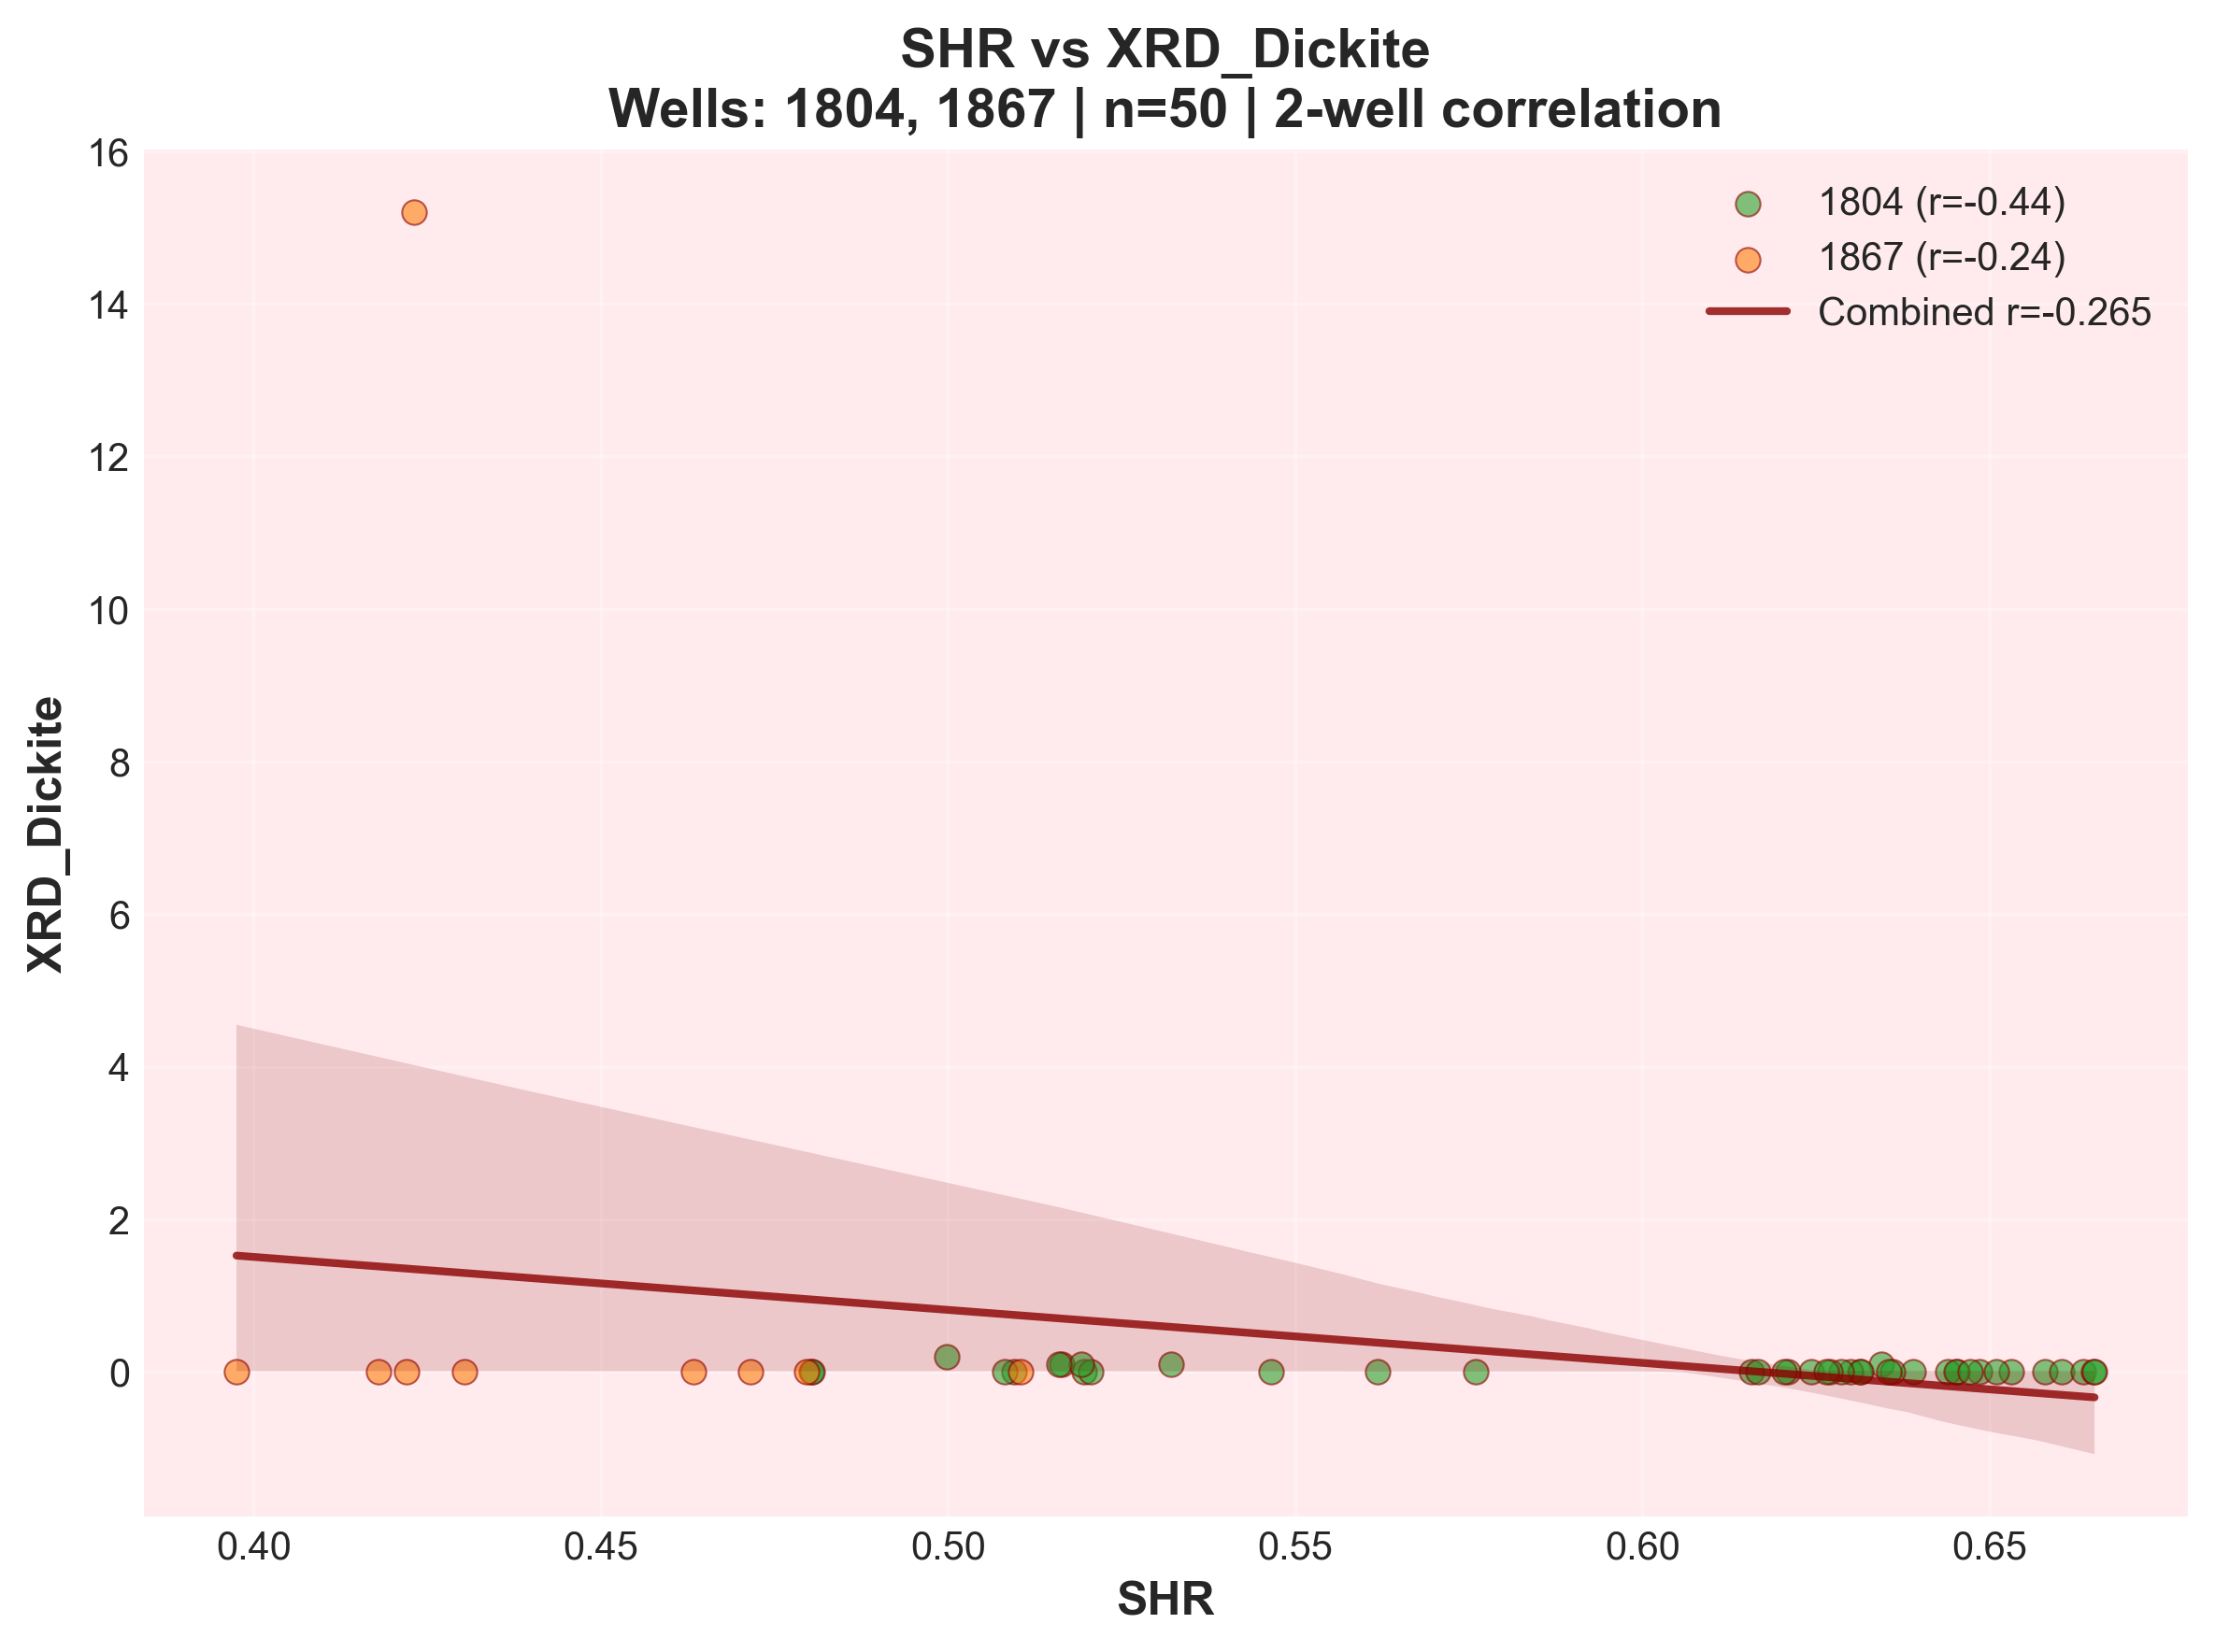 SHR vs XRD_Dickite
Wells: 1804, 1867 | n=50 | 2-well correlation
1804 (r=-0.44)
1867 (r=-0.24)
Combined r=-0.265
XRD_Dickite
16
14
12
10
8
6
4
2
0
0.40
0.45
0.50
0.55
0.60
0.65
SHR